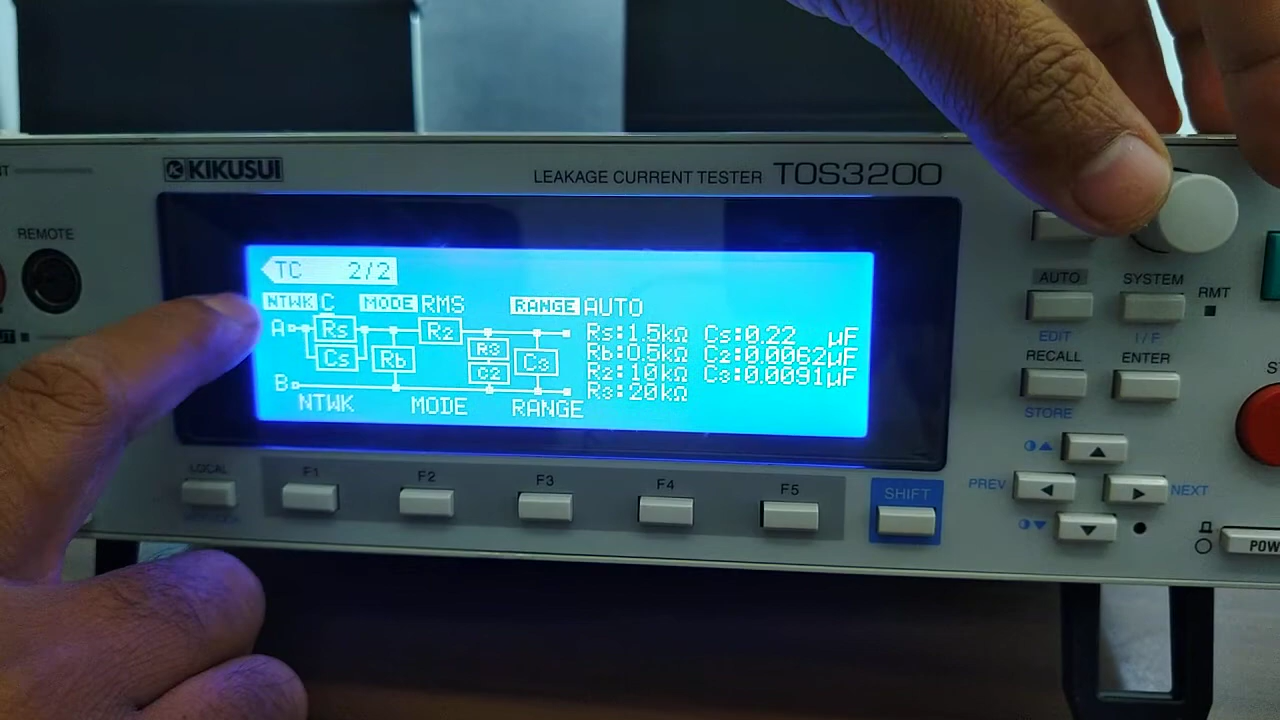 KIKUSUI
LEAKAGE CURRENT TESTER TOS3200
REMOTE
TC 2/2
NTWK C MODE RMS RANGE AUTO
A Rs R2 Rs:1.5kΩ Cs:0.22 µF
Cs Rb R3 C3 Rb:0.5kΩ C2:0.0062µF
C2 R2:10kΩ C3:0.0091µF
B R3:20kΩ
NTWK MODE RANGE
LOCAL F1 F2 F3 F4 F5 SHIFT
AUTO SYSTEM
RMT
EDIT I/F
RECALL ENTER
STORE
PREV NEXT
POW